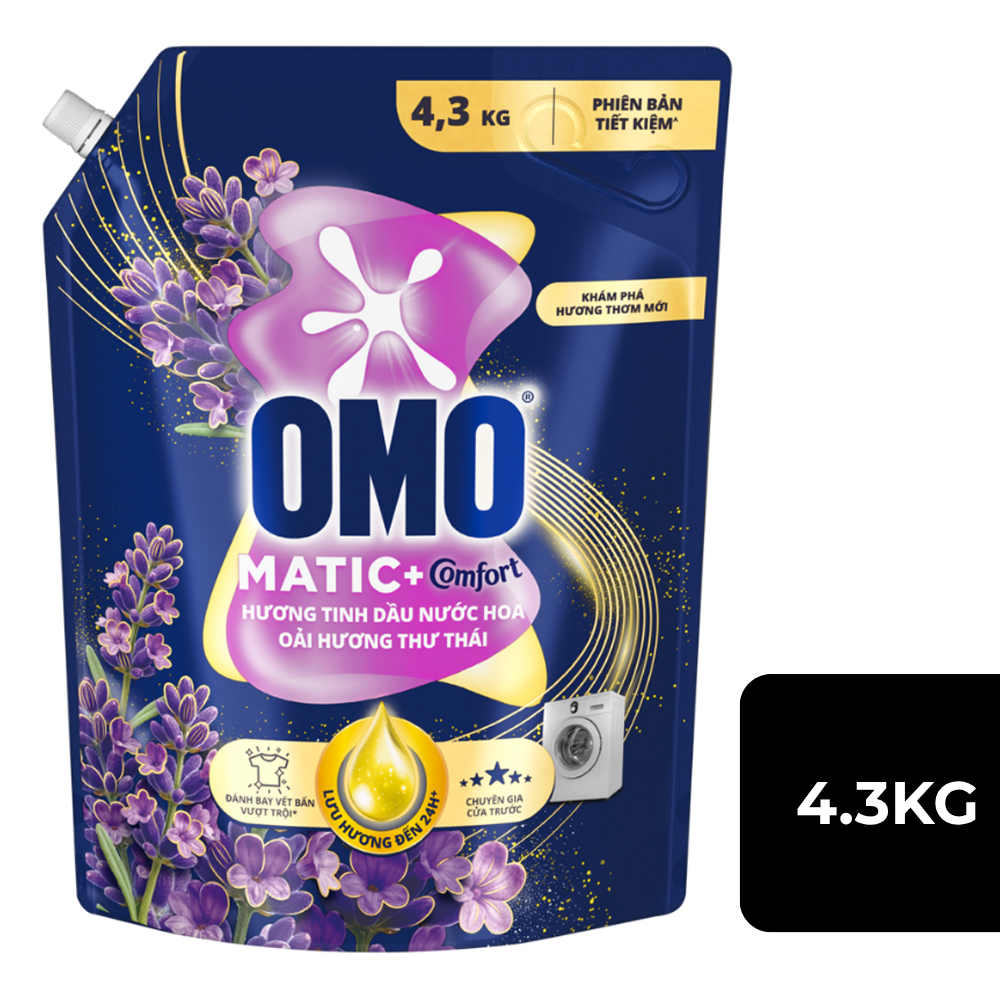 4,3 KG
PHIÊN BẢN
TIẾT KIỆM^
KHÁM PHÁ
HƯƠNG THƠM MỚI
OMO®
MATIC+ Comfort
HƯƠNG TINH DẦU NƯỚC HOA
OẢI HƯƠNG THƯ THÁI
ĐÁNH BAY VẾT BẨN
VƯỢT TRỘI*
LƯU HƯƠNG ĐẾN 24H+
CHUYÊN GIA
CỬA TRƯỚC
4.3KG